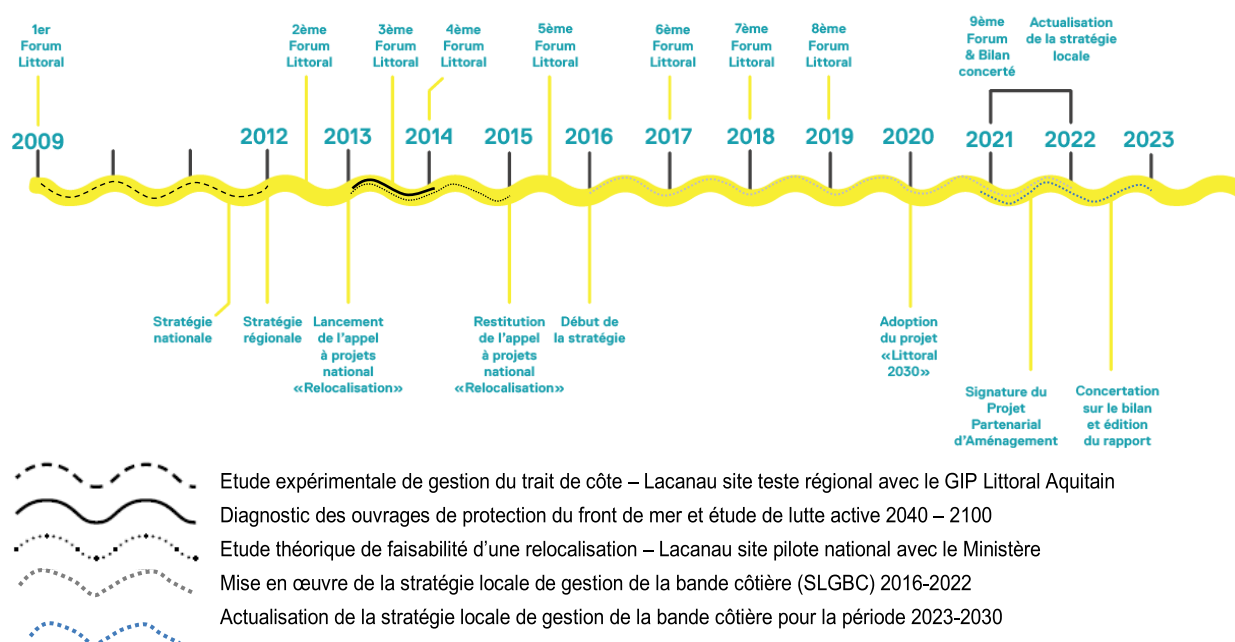 1er
Forum
Littoral
2ème
Forum
Littoral
3ème
Forum
Littoral
4ème
Forum
Littoral
5ème
Forum
Littoral
6ème
Forum
Littoral
7ème
Forum
Littoral
8ème
Forum
Littoral
9ème
Forum
& Bilan
concerté
Actualisation
de la stratégie
locale
2009
2012
2013
2014
2015
2016
2017
2018
2019
2020
2021
2022
2023
Stratégie
nationale
Stratégie
régionale
Lancement
de l'appel
à projets
national
«Relocalisation»
Restitution
de l'appel
à projets
national
«Relocalisation»
Début de
la stratégie
Adoption
du projet
«Littoral
2030»
Signature du
Projet
Partenarial
d'Aménagement
Concertation
sur le bilan
et édition
du rapport
Etude expérimentale de gestion du trait de côte – Lacanau site teste régional avec le GIP Littoral Aquitain
Diagnostic des ouvrages de protection du front de mer et étude de lutte active 2040 – 2100
Etude théorique de faisabilité d'une relocalisation – Lacanau site pilote national avec le Ministère
Mise en œuvre de la stratégie locale de gestion de la bande côtière (SLGBC) 2016-2022
Actualisation de la stratégie locale de gestion de la bande côtière pour la période 2023-2030